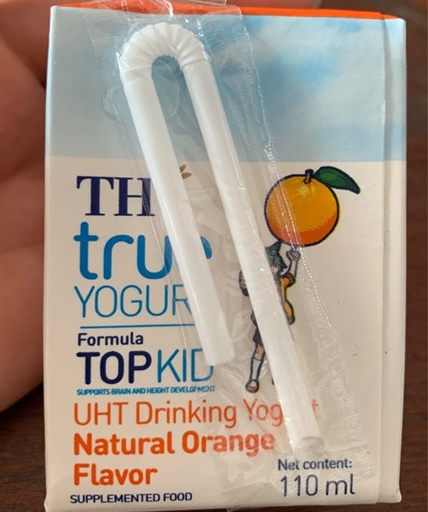 TH
true
YOGUR
Formula
TOPKID
SUPPORTS BRAIN AND HEIGHT DEVELOPMENT
UHT Drinking Yog t
Natural Orange
Flavor
SUPPLEMENTED FOOD
Net content:
110 ml